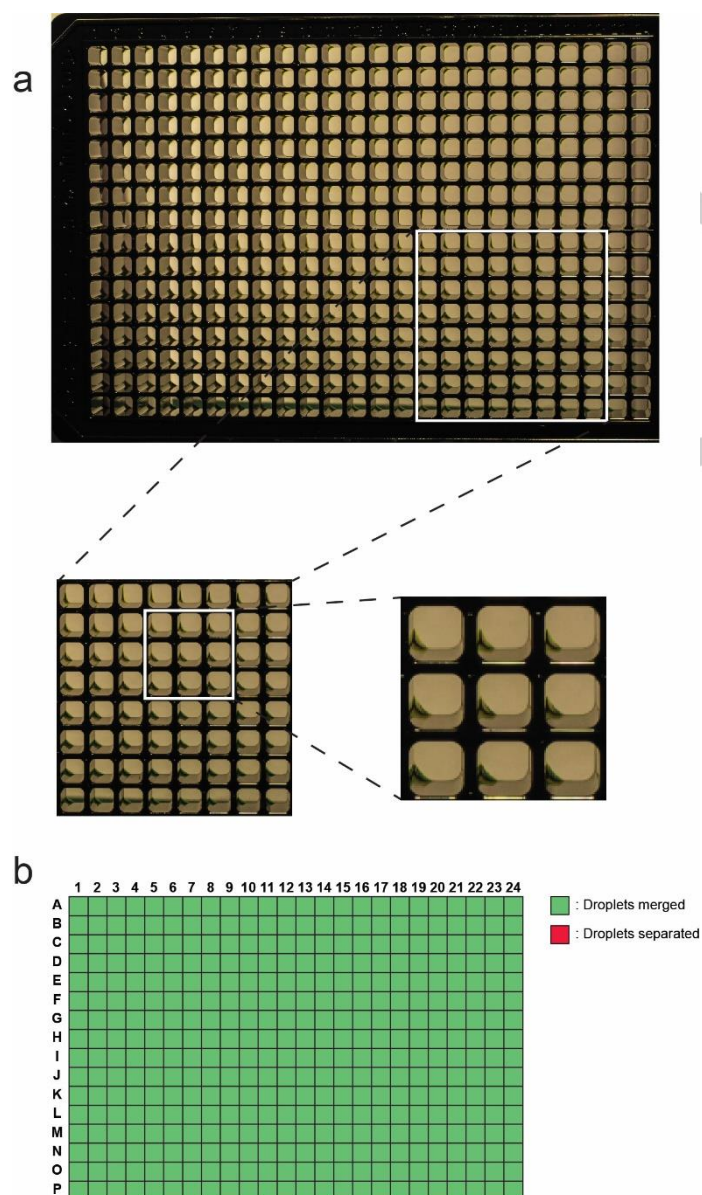 a
b
1 2 3 4 5 6 7 8 9 10 11 12 13 14 15 16 17 18 19 20 21 22 23 24
A
B
C
D
E
F
G
H
I
J
K
L
M
N
O
P
: Droplets merged
: Droplets separated